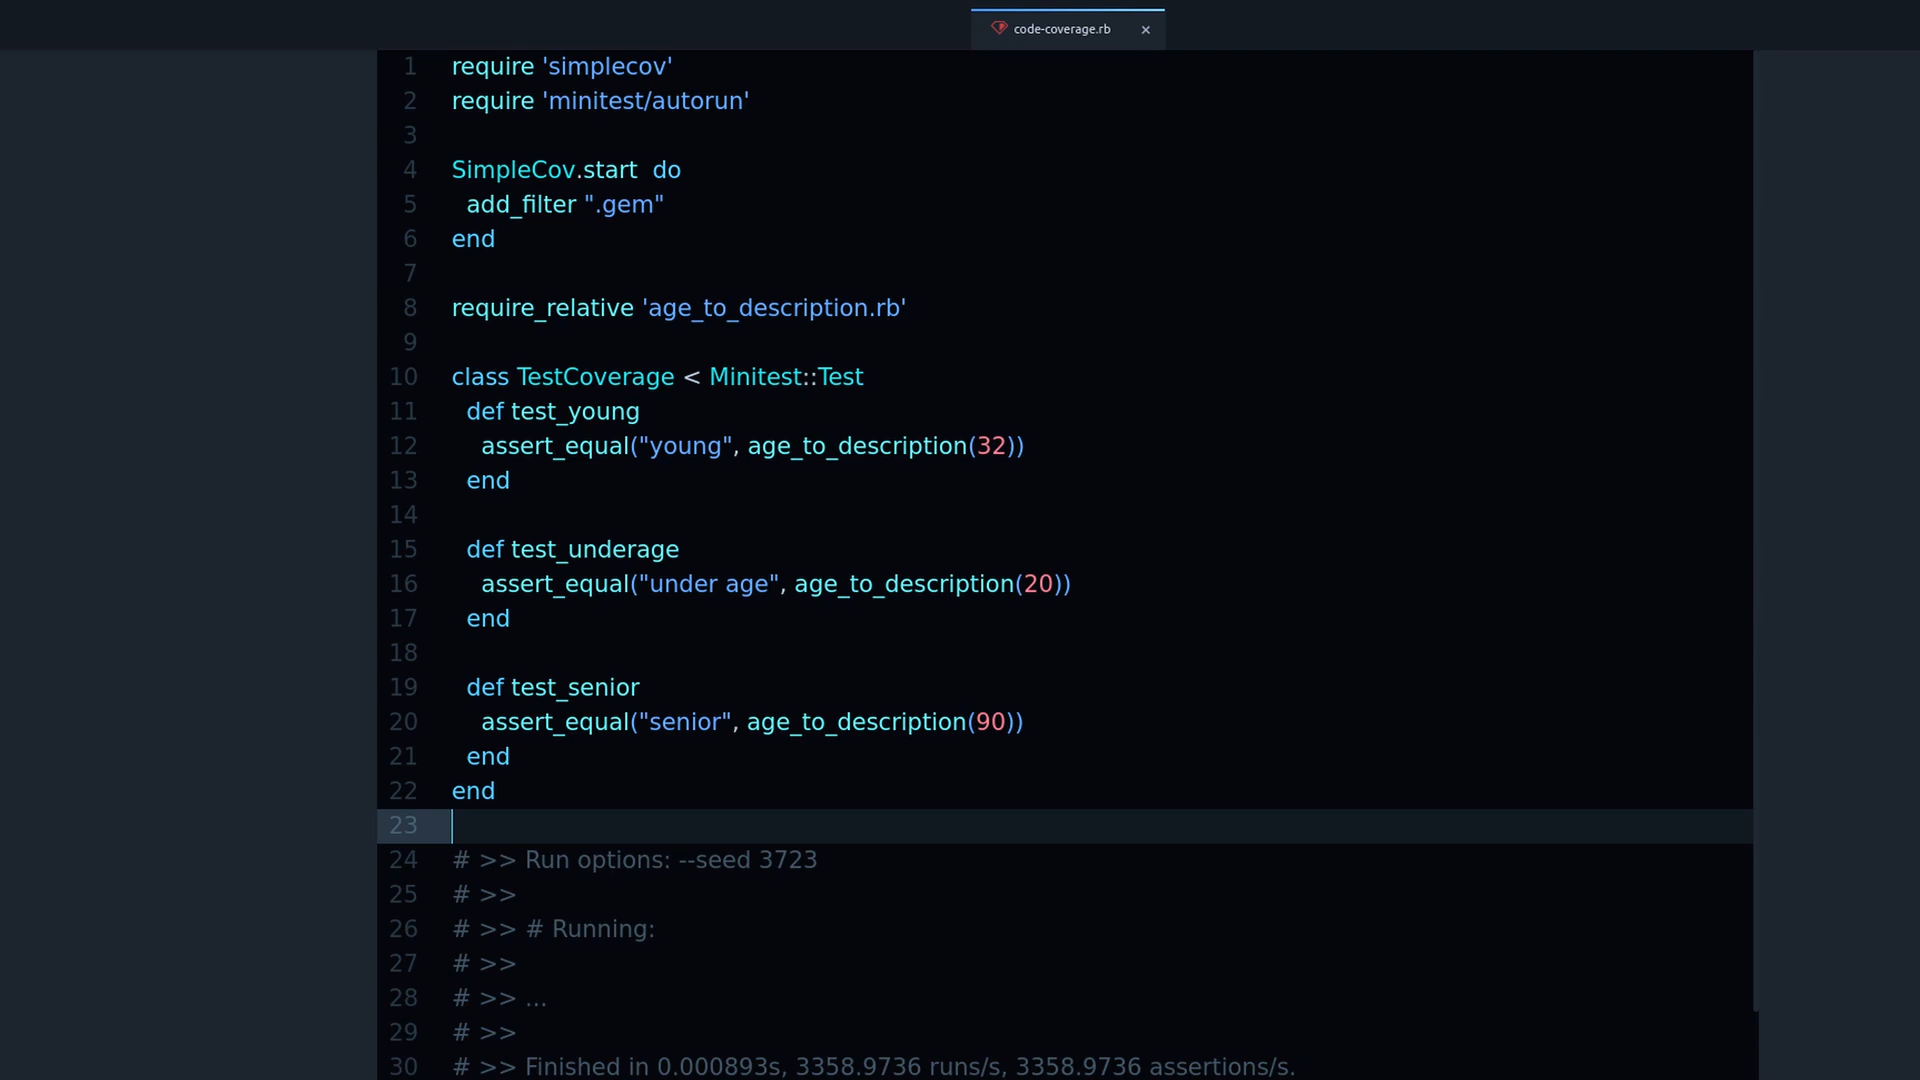 code-coverage.rb ×
1 require 'simplecov'
2 require 'minitest/autorun'
3
4 SimpleCov.start  do
5   add_filter ".gem"
6 end
7
8 require_relative 'age_to_description.rb'
9
10 class TestCoverage < Minitest::Test
11   def test_young
12     assert_equal("young", age_to_description(32))
13   end
14
15   def test_underage
16     assert_equal("under age", age_to_description(20))
17   end
18
19   def test_senior
20     assert_equal("senior", age_to_description(90))
21   end
22 end
23
24 # >> Run options: --seed 3723
25 # >>
26 # >> # Running:
27 # >>
28 # >> ...
29 # >>
30 # >> Finished in 0.000893s, 3358.9736 runs/s, 3358.9736 assertions/s.